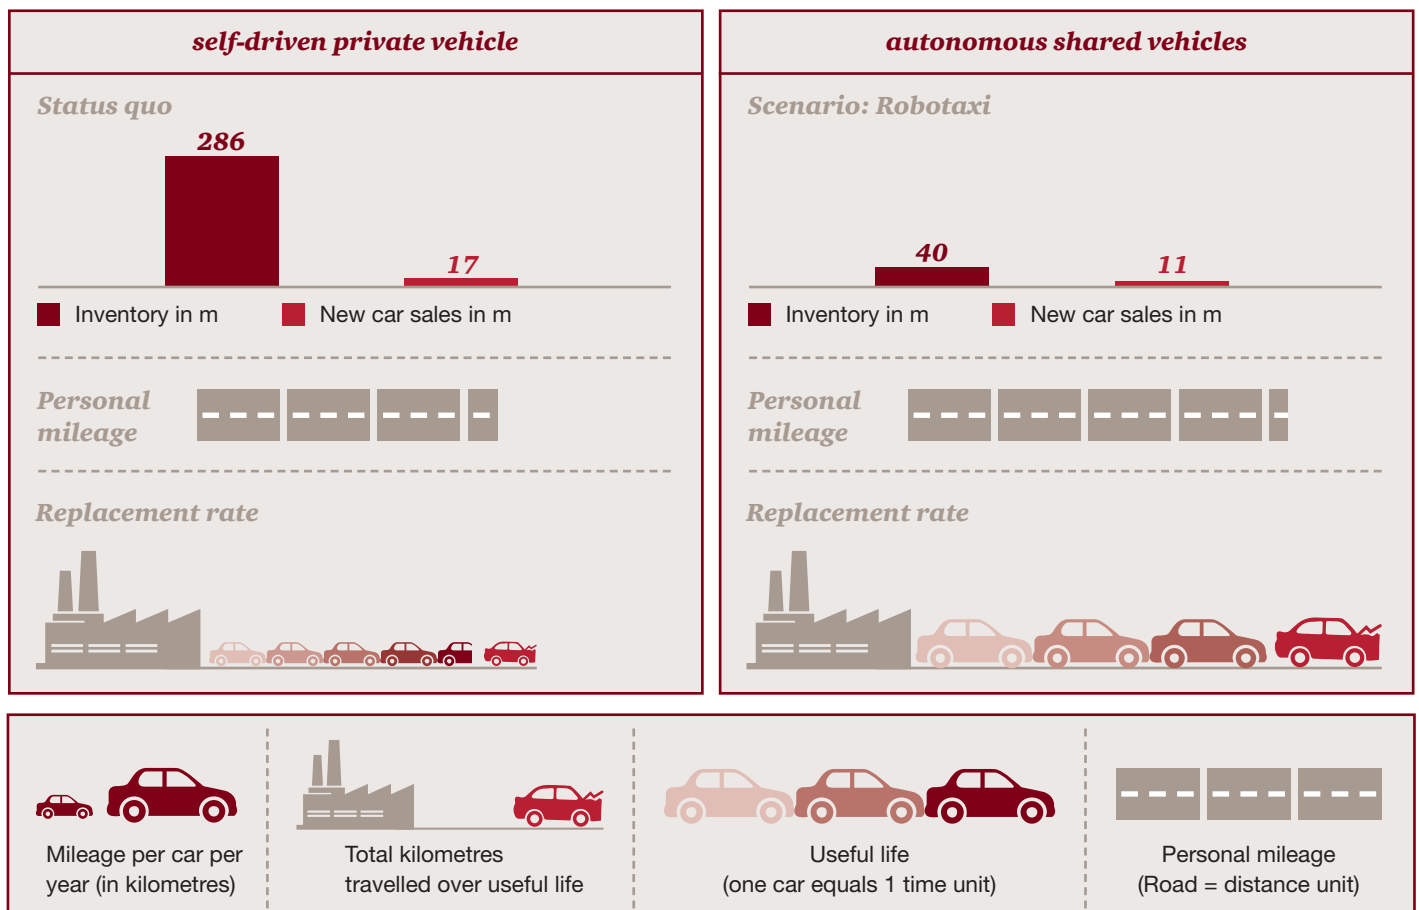 self-driven private vehicle
Status quo
286
17
Inventory in m
New car sales in m
Personal
mileage
Replacement rate
autonomous shared vehicles
Scenario: Robotaxi
40
11
Inventory in m
New car sales in m
Personal
mileage
Replacement rate
Mileage per car per
year (in kilometres)
Total kilometres
travelled over useful life
Useful life
(one car equals 1 time unit)
Personal mileage
(Road = distance unit)